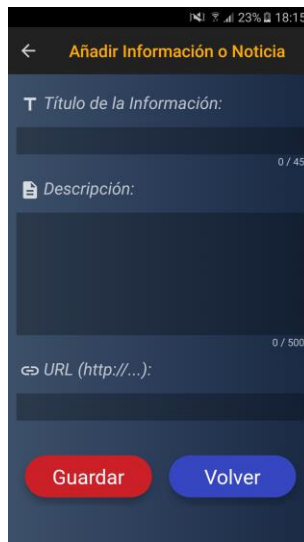 23% 18:15
Añadir Información o Noticia
Título de la Información:
0 / 45
Descripción:
0 / 500
URL (http://...):
Guardar
Volver